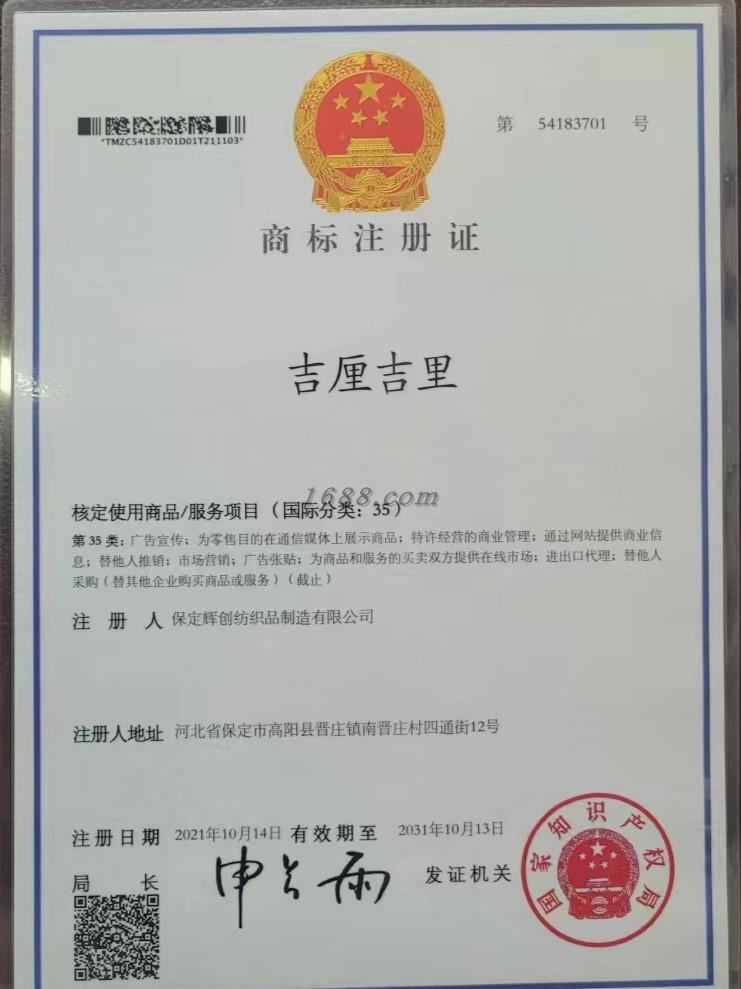 第 54183701 号
*TMZC54183701D01T211103*
商标注册证
吉厘吉里
1688.com
核定使用商品/服务项目（国际分类：35）
第 35 类：广告宣传；为零售目的在通信媒体上展示商品；特许经营的商业管理；通过网站提供商业信
息；替他人推销；市场营销；广告张贴；为商品和服务的买卖双方提供在线市场；进出口代理；替他人
采购（替其他企业购买商品或服务）（截止）
注 册 人 保定辉创纺织品制造有限公司
注册人地址 河北省保定市高阳县晋庄镇南晋庄村四通街12号
注册日期 2021年10月14日 有效期至 2031年10月13日
局 长 申长雨 发证机关
国家知识产权局